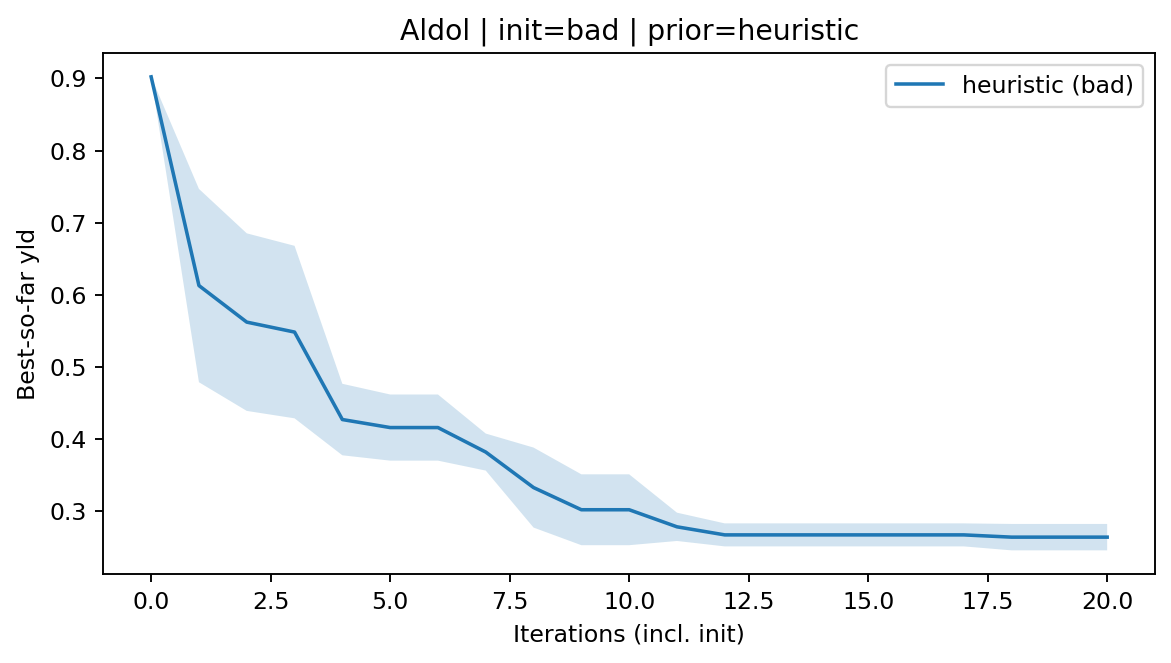 Aldol | init=bad | prior=heuristic
heuristic (bad)
Best-so-far yld
0.9
0.8
0.7
0.6
0.5
0.4
0.3
0.0 2.5 5.0 7.5 10.0 12.5 15.0 17.5 20.0
Iterations (incl. init)